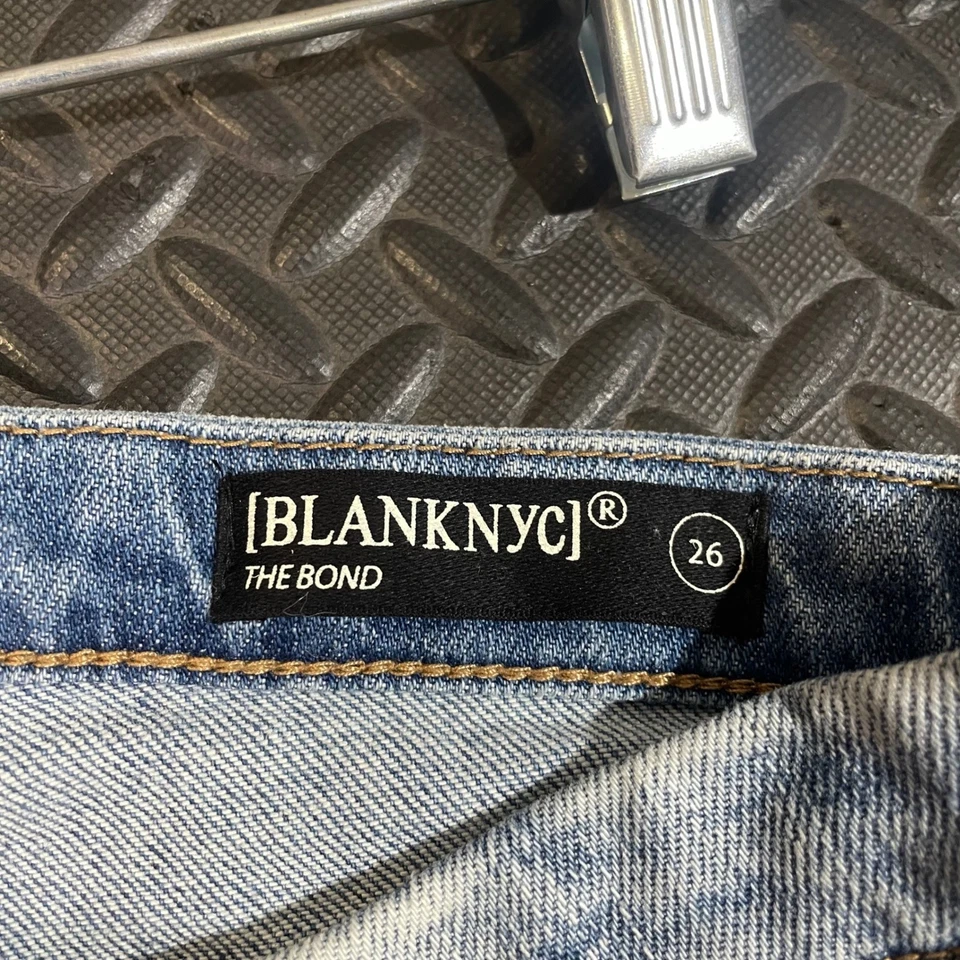 [BLANKNYC]®
THE BOND
26